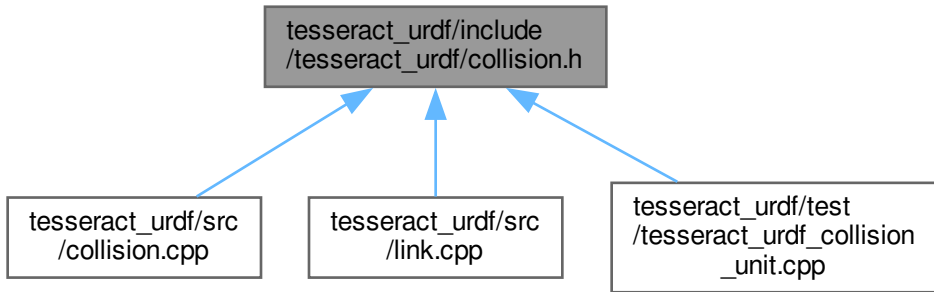 tesseract_urdf/include
/tesseract_urdf/collision.h
tesseract_urdf/src
/collision.cpp
tesseract_urdf/src
/link.cpp
tesseract_urdf/test
/tesseract_urdf_collision
_unit.cpp